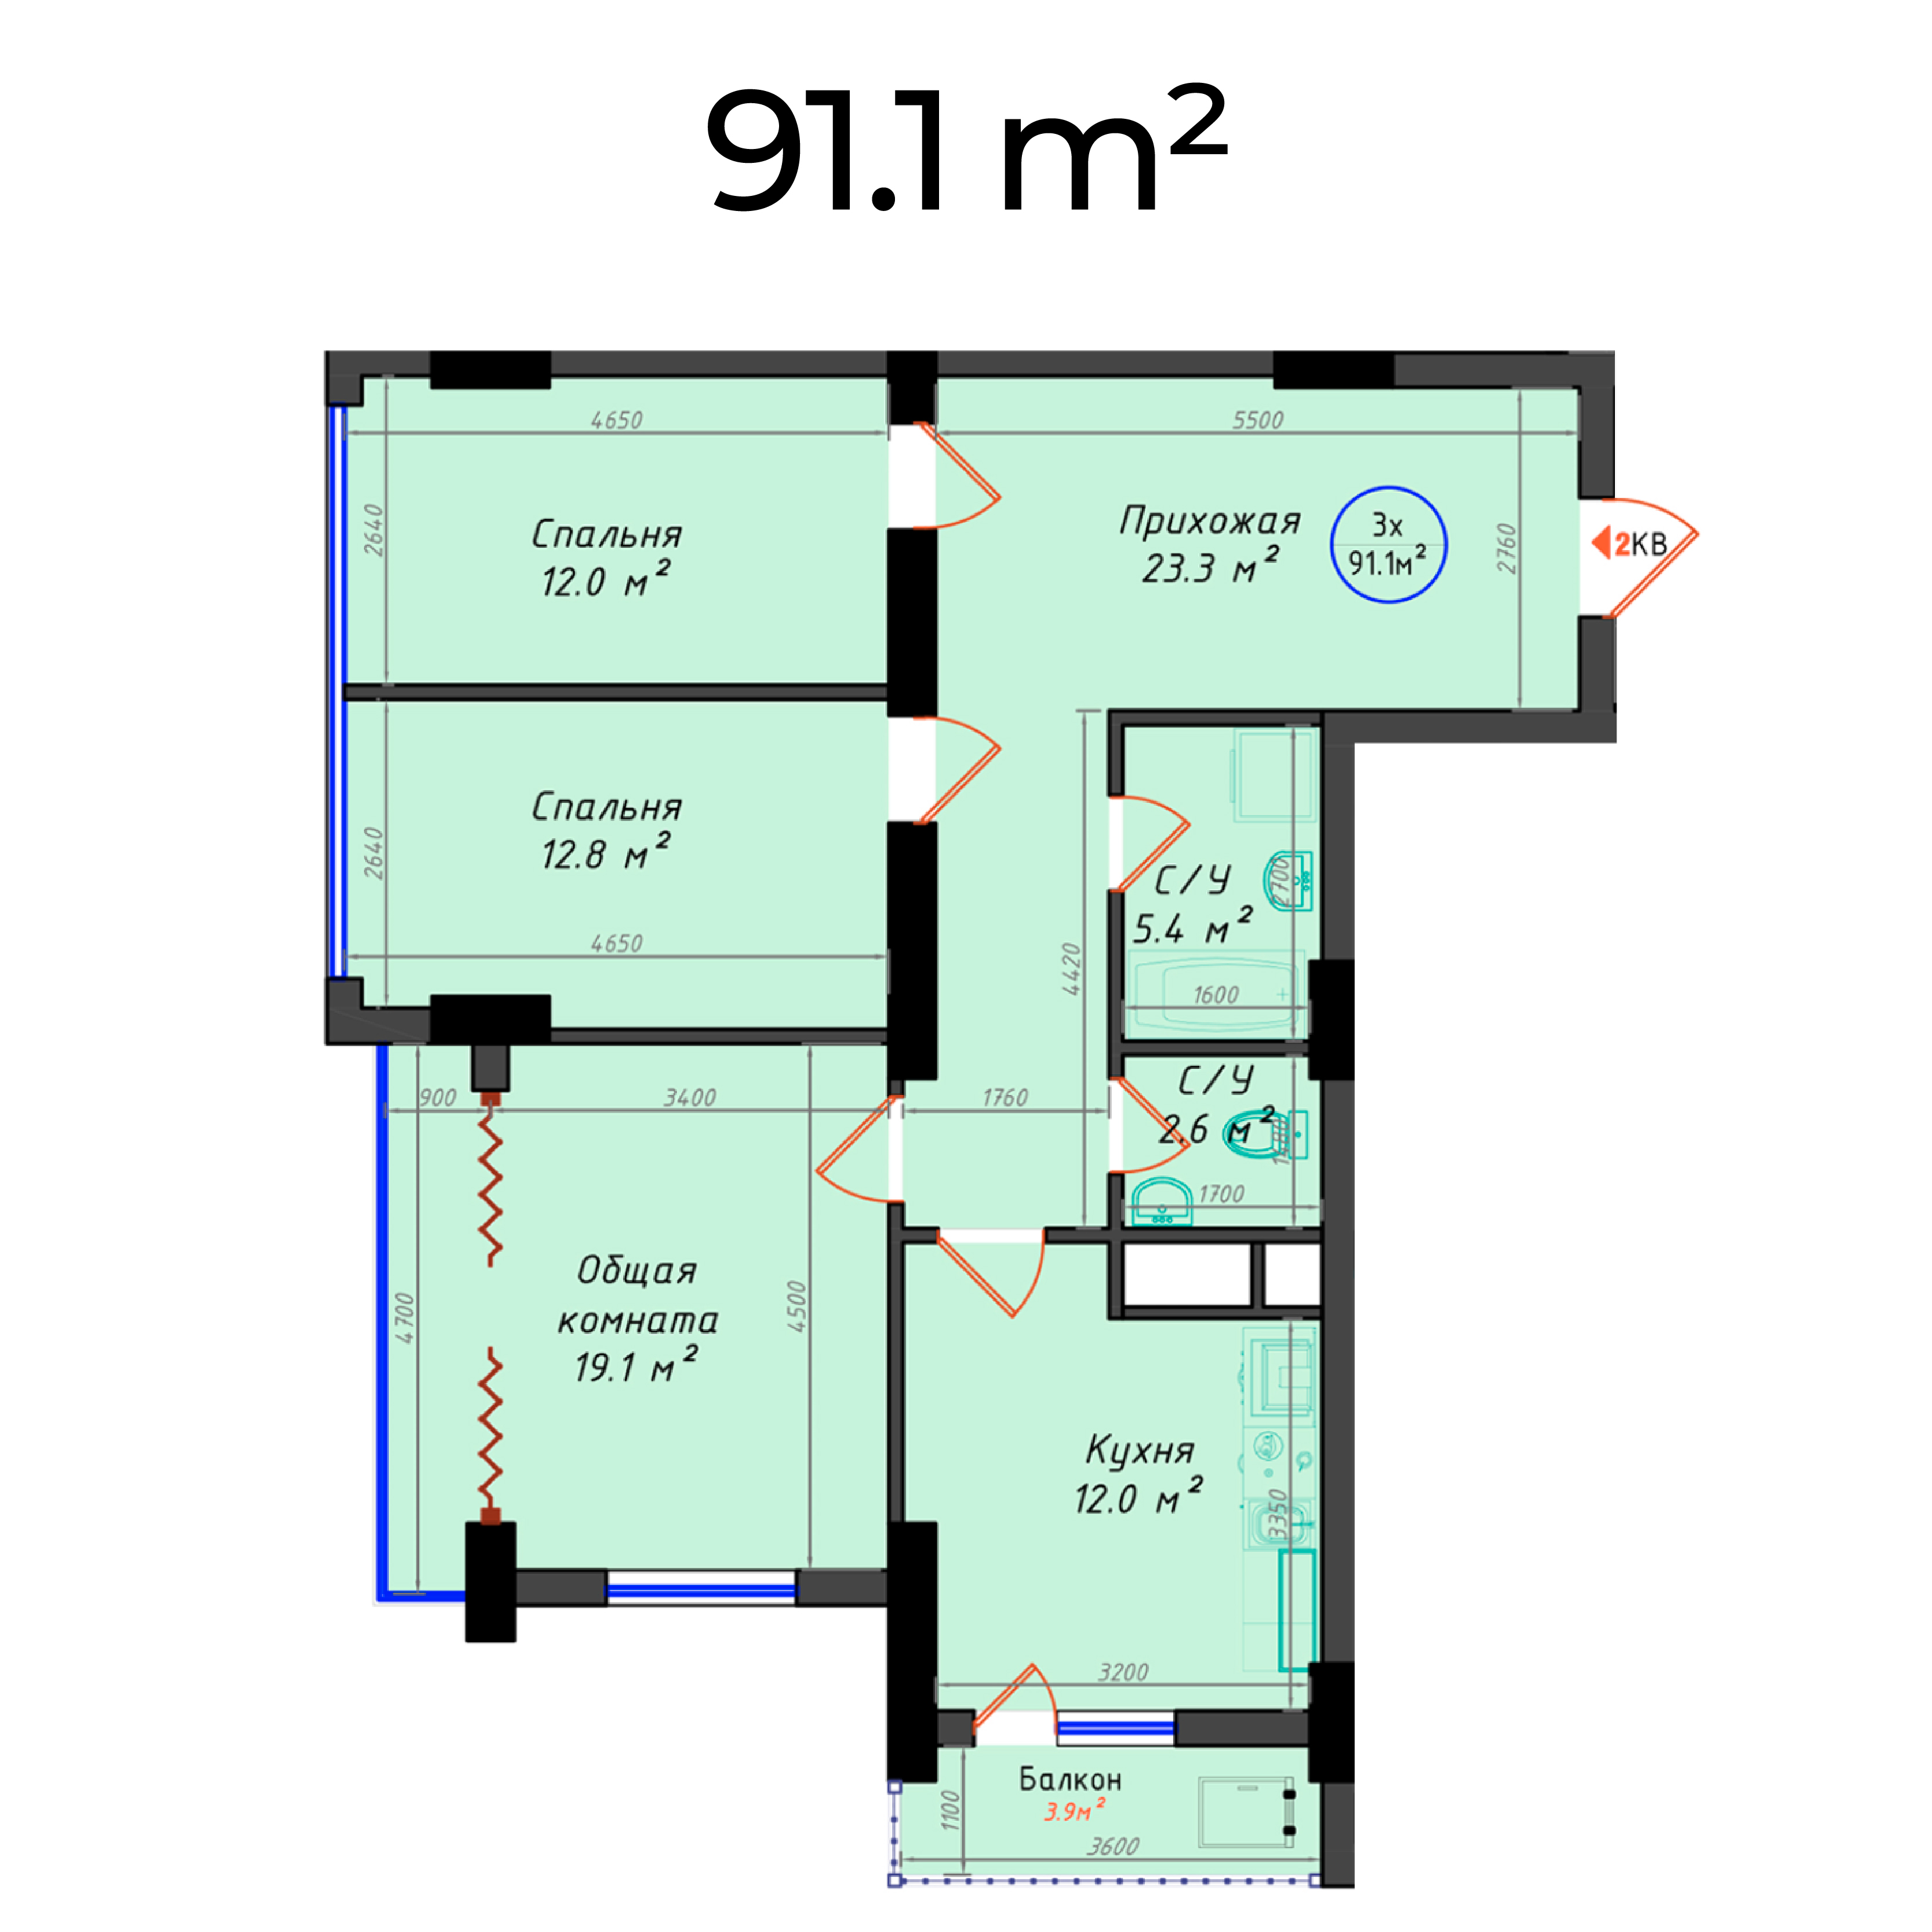 91.1 m²
4650
5500
2640
Спальня
12.0 м²
Прихожая
23.3 м²
3х
91.1м²
2760
2КВ
2640
Спальня
12.8 м²
4650
С/У
5.4 м²
2700
4420
1600
900
3400
1760
С/У
2.6 м²
1700
4700
Общая
комната
19.1 м²
4500
Кухня
12.0 м²
3350
3200
Балкон
3.9м²
1100
3600